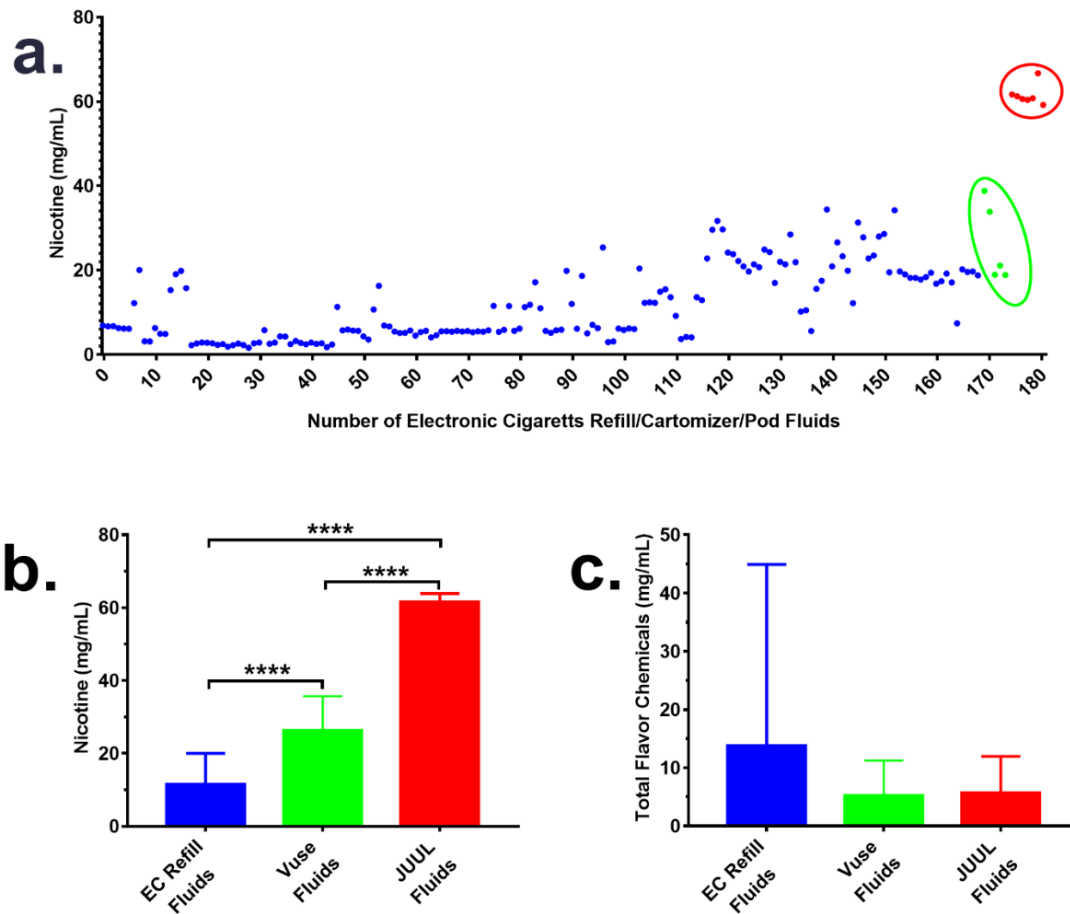 a.
Nicotine (mg/mL)
80
60
40
20
0
0 10 20 30 40 50 60 70 80 90 100 110 120 130 140 150 160 170 180
Number of Electronic Cigaretts Refill/Cartomizer/Pod Fluids
b.
Nicotine (mg/mL)
80
60
40
20
0
****
****
****
EC Refill
Fluids
Vuse
Fluids
JUUL
Fluids
c.
Total Flavor Chemicals (mg/mL)
50
40
30
20
10
0
EC Refill
Fluids
Vuse
Fluids
JUUL
Fluids